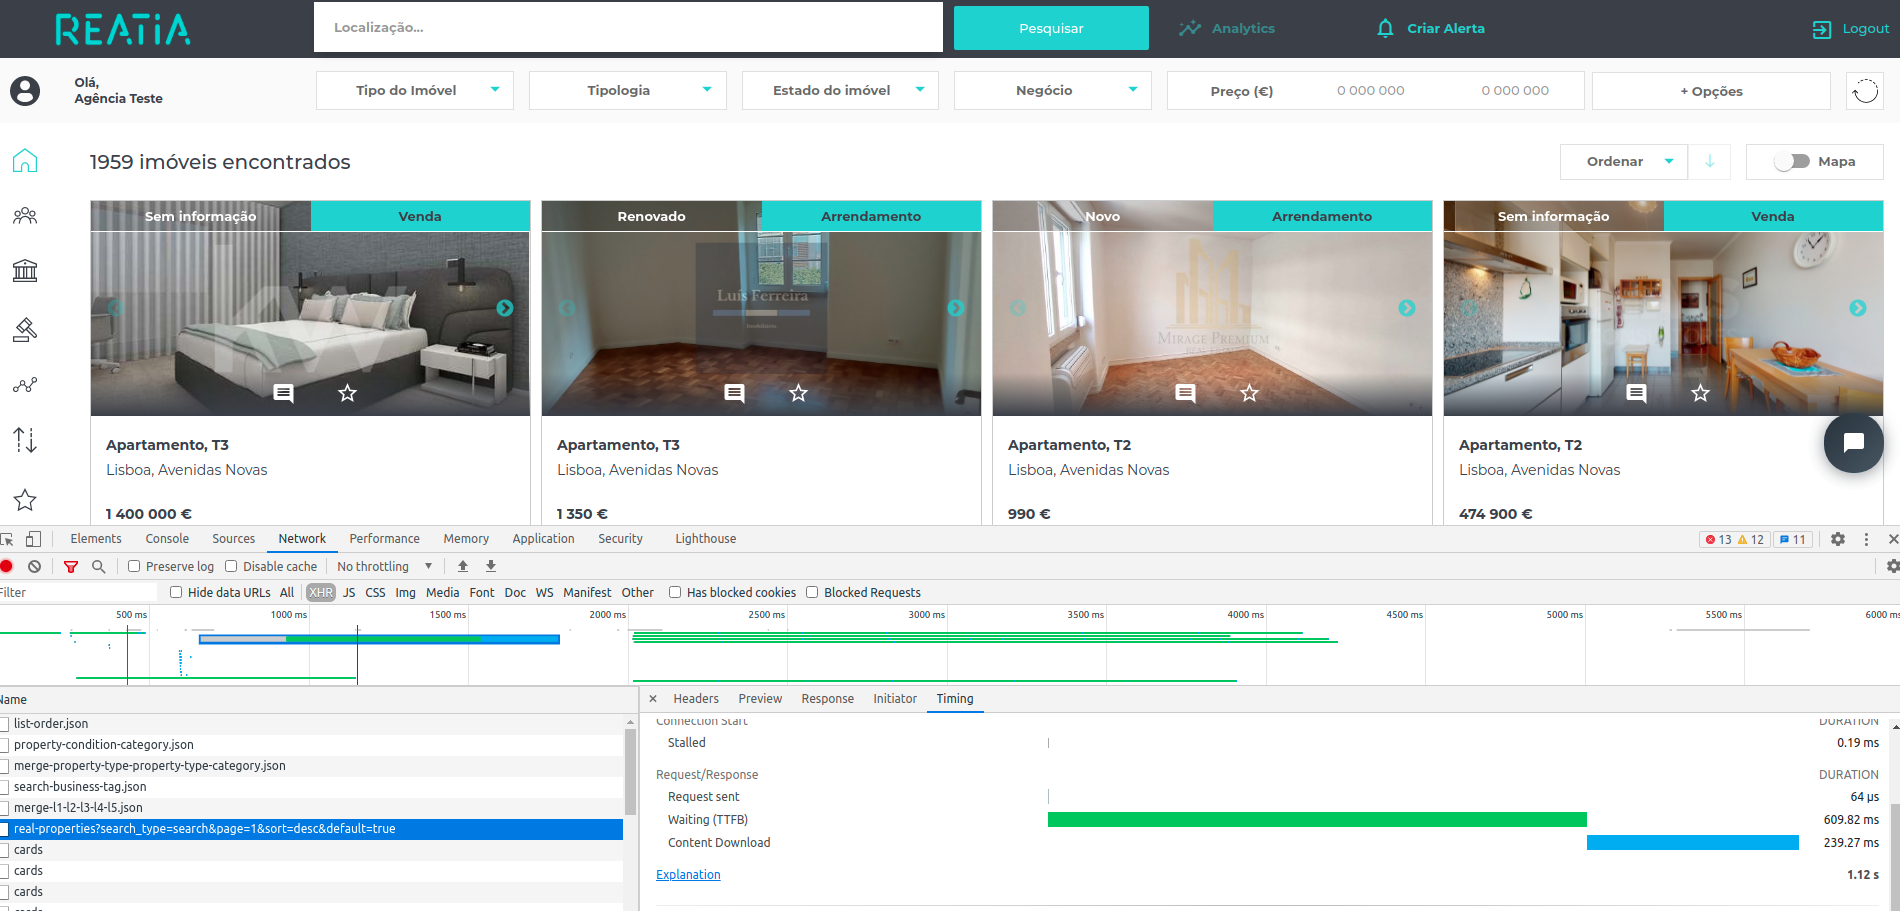 REATIA
Localização...
Pesquisar
Analytics
Criar Alerta
Logout
Olá,
Agência Teste
Tipo do Imóvel
Tipologia
Estado do imóvel
Negócio
Preço (€)
0 000 000
0 000 000
+ Opções
1959 imóveis encontrados
Ordenar
Mapa
Sem informação
Venda
Renovado
Arrendamento
Novo
Arrendamento
Sem informação
Venda
KW
Luís Ferreira
MIRAGE PREMIUM
Apartamento, T3
Lisboa, Avenidas Novas
1 400 000 €
Apartamento, T3
Lisboa, Avenidas Novas
1 350 €
Apartamento, T2
Lisboa, Avenidas Novas
990 €
Apartamento, T2
Lisboa, Avenidas Novas
474 900 €
Elements Console Sources Network Performance Memory Application Security Lighthouse
13 12 11
Preserve log Disable cache No throttling
Filter Hide data URLs All XHR JS CSS Img Media Font Doc WS Manifest Other Has blocked cookies Blocked Requests
500 ms 1000 ms 1500 ms 2000 ms 2500 ms 3000 ms 3500 ms 4000 ms 4500 ms 5000 ms 5500 ms 6000 ms
Name
list-order.json
property-condition-category.json
merge-property-type-property-type-category.json
search-business-tag.json
merge-l1-l2-l3-l4-l5.json
real-properties?search_type=search&page=1&sort=desc&default=true
cards
cards
cards
cards
Headers Preview Response Initiator Timing
Connection Start DURATION
Stalled 0.19 ms
Request/Response DURATION
Request sent 64 μs
Waiting (TTFB) 609.82 ms
Content Download 239.27 ms
Explanation 1.12 s